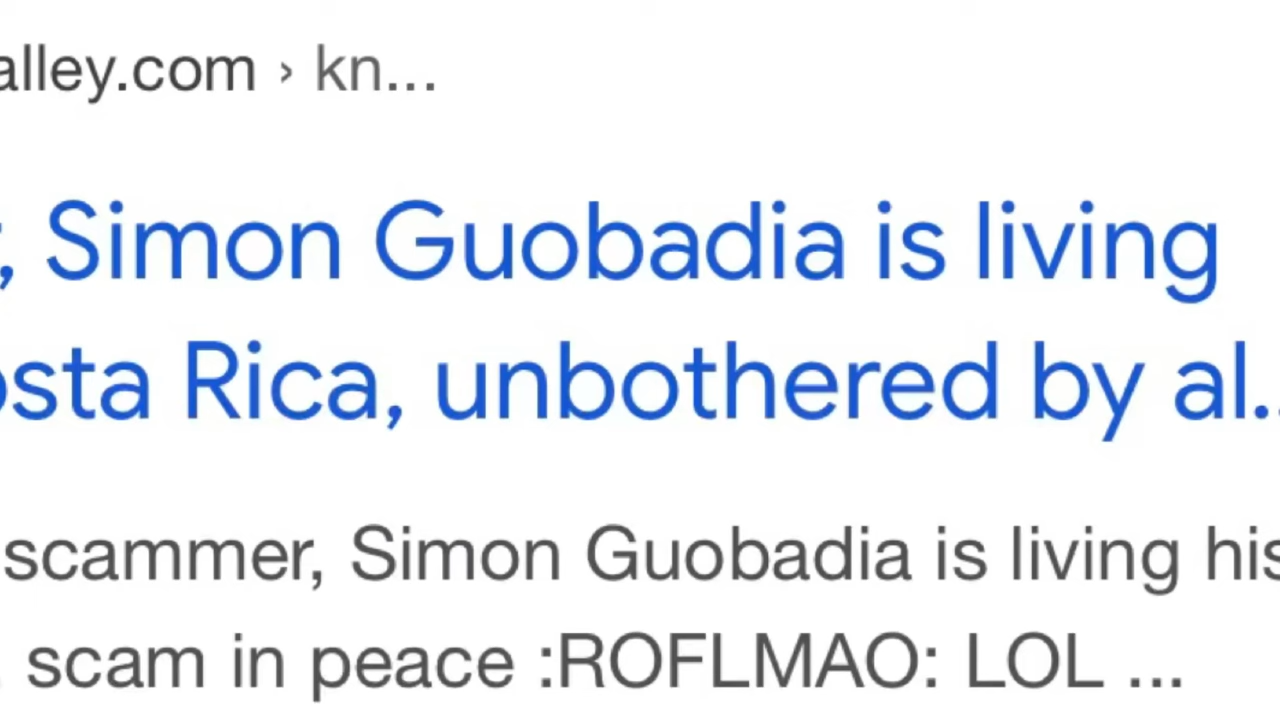 alley.com › kn...
, Simon Guobadia is living
osta Rica, unbothered by al...
scammer, Simon Guobadia is living his
scam in peace :ROFLMAO: LOL ...